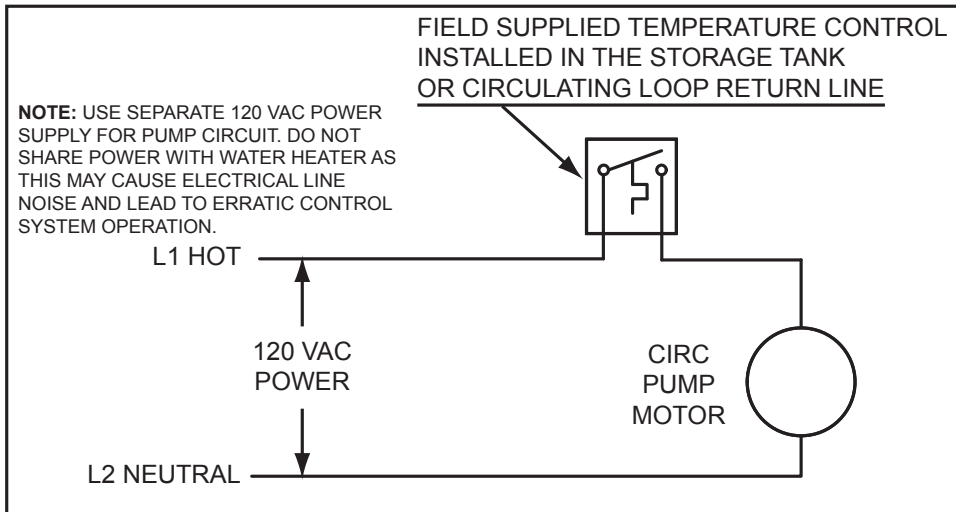 FIELD SUPPLIED TEMPERATURE CONTROL
INSTALLED IN THE STORAGE TANK
OR CIRCULATING LOOP RETURN LINE
NOTE: USE SEPARATE 120 VAC POWER
SUPPLY FOR PUMP CIRCUIT. DO NOT
SHARE POWER WITH WATER HEATER AS
THIS MAY CAUSE ELECTRICAL LINE
NOISE AND LEAD TO ERRATIC CONTROL
SYSTEM OPERATION.
L1 HOT
120 VAC
POWER
CIRC
PUMP
MOTOR
L2 NEUTRAL